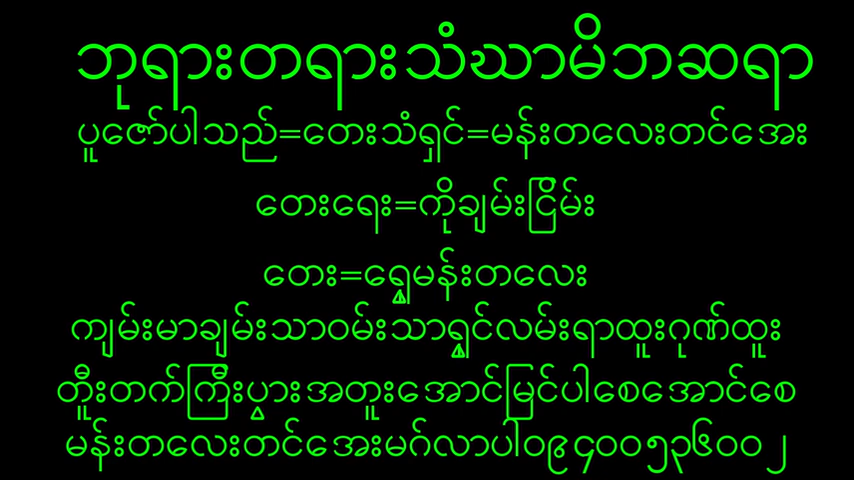 ဘုရားတရားသံဃာမိဘဆရာ
ပူဇော်ပါသည်=တေးသံရှင်=မန်းတလေးတင်အေး
တေးရေး=ကိုချမ်းငြိမ်း
တေး=ရွှေမန်းတလေး
ကျမ်းမာချမ်းသာဝမ်းသာရွှင်လမ်းရာထူးဂုဏ်ထူး
တိူးတက်ကြီးပွားအတူးအောင်မြင်ပါစေအောင်စေ
မန်းတလေးတင်အေးမင်္ဂလာပါ၀၉၄၀၀၅၃၆၀၀၂